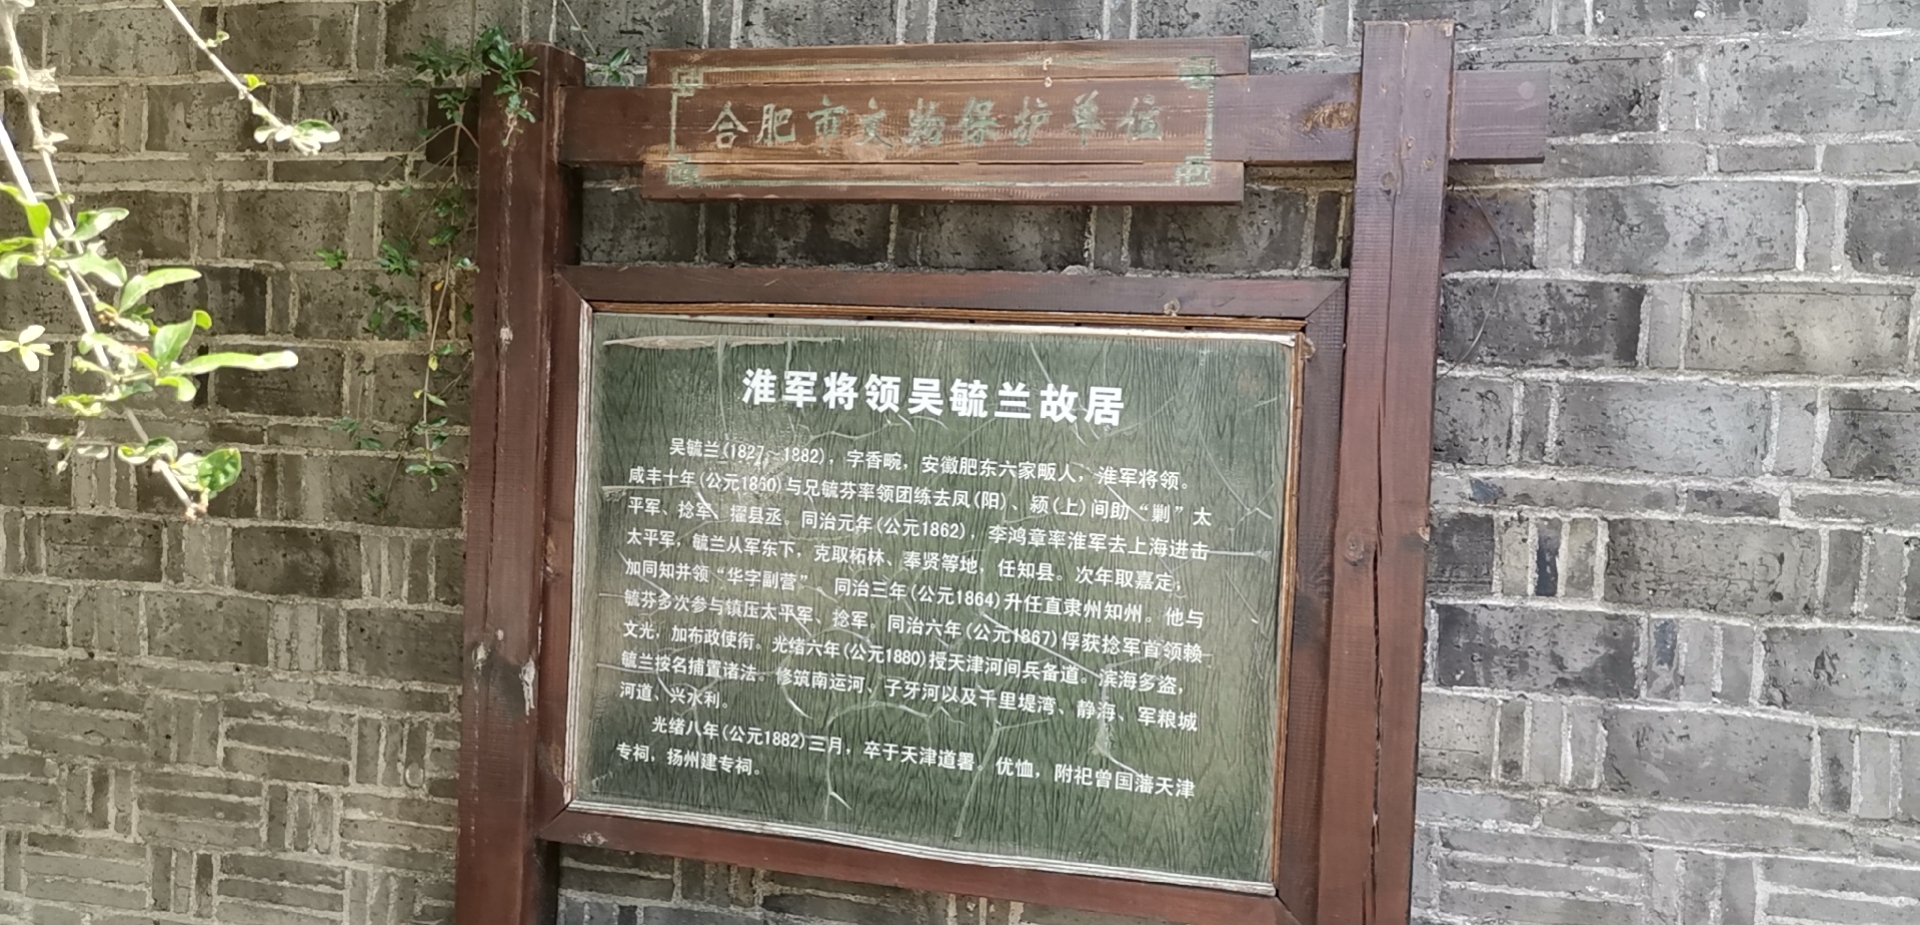 合肥市文物保护单位
淮军将领吴毓兰故居
吴毓兰(1827~1882)，字香畹，安徽肥东六家畈人，淮军将领。
咸丰十年(公元1860)与兄毓芬率领团练去凤(阳)、颍(上)间助“剿”太
平军、捻军、擢县丞。同治元年(公元1862)，李鸿章率淮军去上海进击
太平军，毓兰从军东下，克取柘林、奉贤等地，任知县。次年取嘉定，
加同知并领“华字副营”。同治三年(公元1864)升任直隶州知州。他与
毓芬多次参与镇压太平军、捻军。同治六年(公元1867)俘获捻军首领赖
文光，加布政使衔。光绪六年(公元1880)授天津河间兵备道。滨海多盗，
毓兰按名捕置诸法。修筑南运河、子牙河以及千里堤湾、静海、军粮城
河道、兴水利。
光绪八年(公元1882)三月，卒于天津道署。优恤，附祀曾国藩天津
专祠，扬州建专祠。